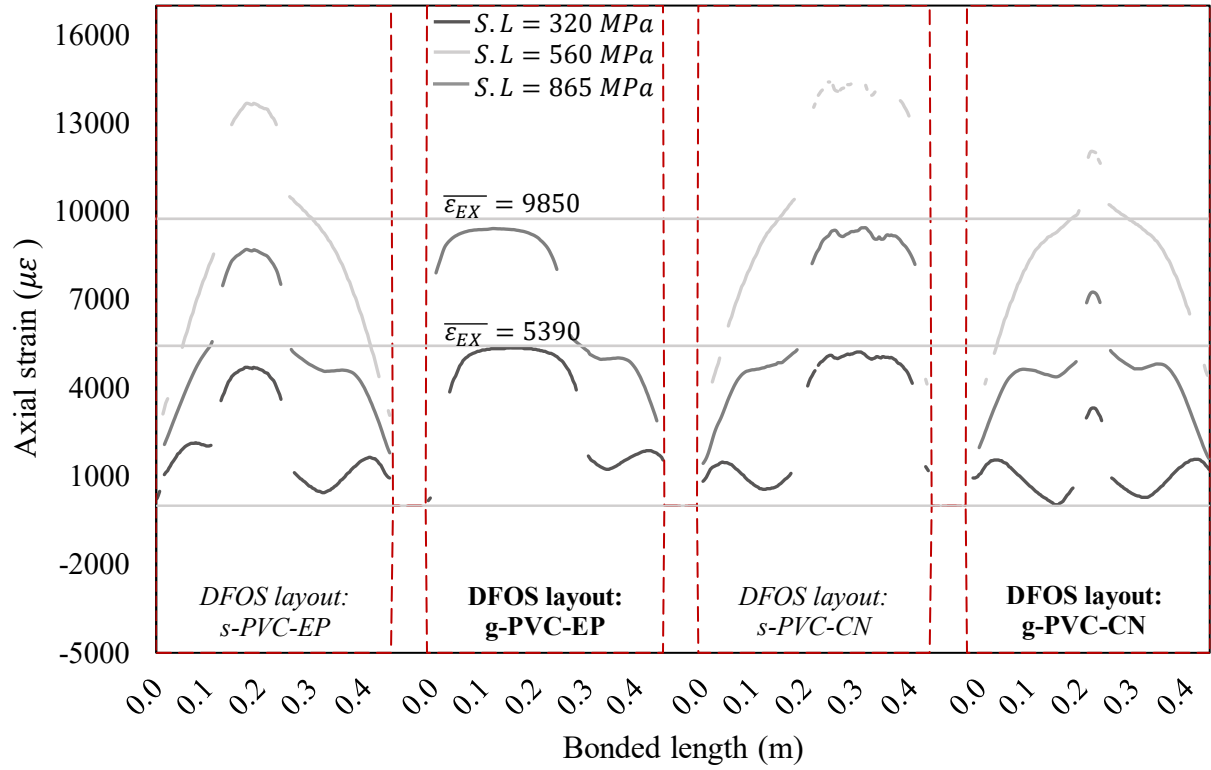 16000
13000
10000
7000
4000
1000
-2000
-5000
Axial strain (με )
S.L = 320 MPa
S.L = 560 MPa
S.L = 865 MPa
ε_EX = 9850
ε_EX = 5390
DFOS layout:
s-PVC-EP
DFOS layout:
g-PVC-EP
DFOS layout:
s-PVC-CN
DFOS layout:
g-PVC-CN
0.0 0.1 0.2 0.3 0.4 0.0 0.1 0.2 0.3 0.4 0.0 0.1 0.2 0.3 0.4 0.0 0.1 0.2 0.3 0.4
Bonded length (m)